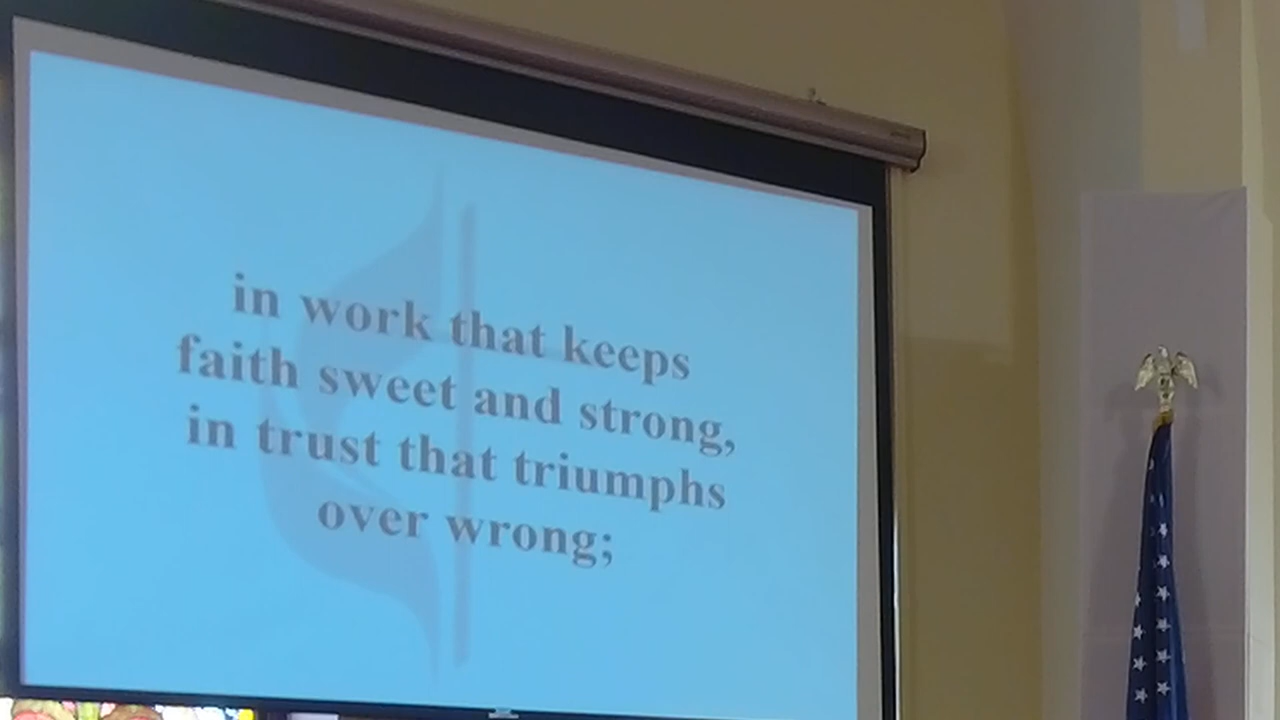 in work that keeps
faith sweet and strong,
in trust that triumphs
over wrong;